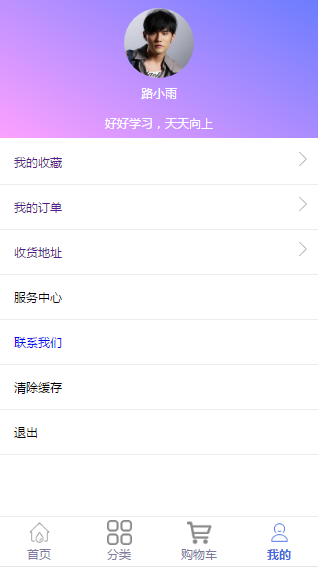 路小雨
好好学习，天天向上
我的收藏
我的订单
收货地址
服务中心
联系我们
清除缓存
退出
首页 分类 购物车 我的